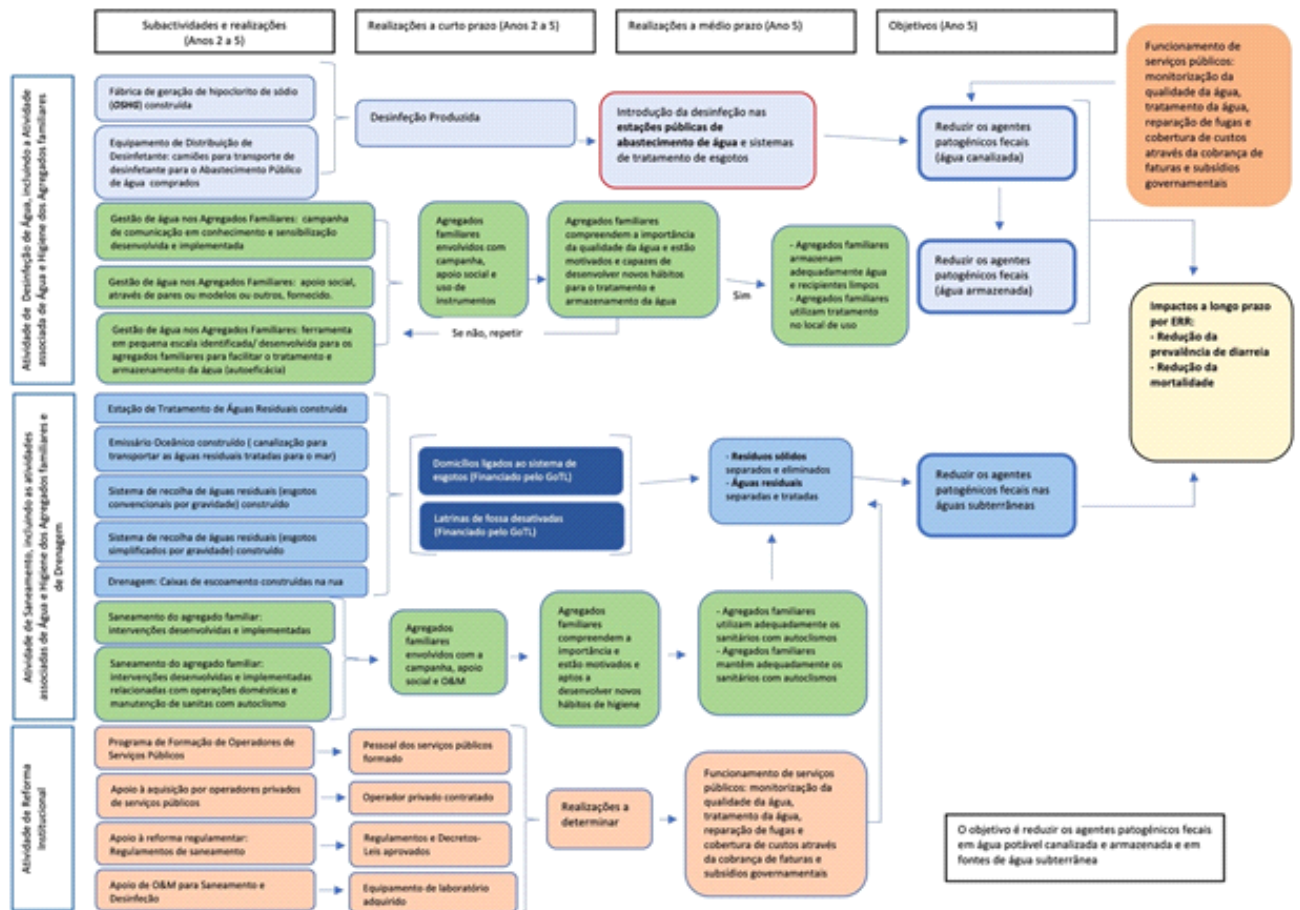 Subactividades e realizações
(Anos 2 a 5)
Realizações a curto prazo (Anos 2 a 5)
Realizações a médio prazo (Ano 5)
Objetivos (Ano 5)
Funcionamento de
serviços públicos:
monitorização da
qualidade da água,
tratamento da água,
reparação de fugas e
cobertura de custos
através da cobrança de
faturas e subsídios
governamentais
Atividade de Desinfeção de Água, incluindo a Atividade
associada de Água e Higiene dos Agregados familiares
Fábrica de geração de hipoclorito de sódio
(OSHG) construída
Equipamento de Distribuição de
Desinfetante: camiões para transporte de
desinfetante para o Abastecimento Público
de água comprados
Desinfeção Produzida
Introdução da desinfeção nas
estações públicas de
abastecimento de água e sistemas
de tratamento de esgotos
Reduzir os agentes
patogénicos fecais
(água canalizada)
Gestão de água nos Agregados Familiares: campanha
de comunicação em conhecimento e sensibilização
desenvolvida e implementada
Gestão de água nos Agregados Familiares: apoio social,
através de pares ou modelos ou outros, fornecido.
Gestão de água nos Agregados Familiares: ferramenta
em pequena escala identificada/ desenvolvida para os
agregados familiares para facilitar o tratamento e
armazenamento da água (autoeficácia)
Agregados
familiares
envolvidos com
campanha,
apoio social e
uso de
instrumentos
Agregados familiares
compreendem a importância
da qualidade da água e estão
motivados e capazes de
desenvolver novos hábitos
para o tratamento e
armazenamento da água
Se não, repetir
Sim
- Agregados familiares
armazenam
adequadamente água
e recipientes limpos
- Agregados familiares
utilizam tratamento
no local de uso
Reduzir os agentes
patogénicos fecais
(água armazenada)
Impactos a longo prazo
por ERR:
- Redução da
prevalência de diarreia
- Redução da
mortalidade
Atividade de Saneamento, incluindo as atividades
associadas de Água e Higiene dos Agregados familiares e
de Drenagem
Estação de Tratamento de Águas Residuais construída
Emissário Oceânico construído ( canalização para
transportar as águas residuais tratadas para o mar)
Sistema de recolha de águas residuais (esgotos
convencionais por gravidade) construído
Sistema de recolha de águas residuais (esgotos
simplificados por gravidade) construído
Drenagem: Caixas de escoamento construídas na rua
Domicílios ligados ao sistema de
esgotos (Financiado pelo GoTL)
Latrinas de fossa desativadas
(Financiado pelo GoTL)
- Resíduos sólidos
separados e eliminados
- Águas residuais
separadas e tratadas
Reduzir os agentes
patogénicos fecais nas
águas subterrâneas
Saneamento do agregado familiar:
intervenções desenvolvidas e implementadas
Saneamento do agregado familiar:
intervenções desenvolvidas e implementadas
relacionadas com operações domésticas e
manutenção de sanitas com autoclismo
Agregados
familiares
envolvidos com a
campanha, apoio
social e O&M
Agregados
familiares
compreendem a
importância e
estão motivados e
aptos a
desenvolver novos
hábitos de higiene
- Agregados familiares
utilizam adequadamente os
sanitários com autoclismos
- Agregados familiares
mantêm adequadamente os
sanitários com autoclismos
Atividade de Reforma
Institucional
Programa de Formação de Operadores de
Serviços Públicos
Apoio à aquisição por operadores privados
de serviços públicos
Apoio à reforma regulamentar:
Regulamentos de saneamento
Apoio de O&M para Saneamento e
Desinfeção
Pessoal dos serviços públicos
formado
Operador privado contratado
Regulamentos e Decretos-
Leis aprovados
Equipamento de laboratório
adquirido
Realizações a
determinar
Funcionamento de serviços
públicos: monitorização da
qualidade da água,
tratamento da água,
reparação de fugas e
cobertura de custos através
da cobrança de faturas e
subsídios governamentais
O objetivo é reduzir os agentes patogénicos fecais
em água potável canalizada e armazenada e em
fontes de água subterrânea